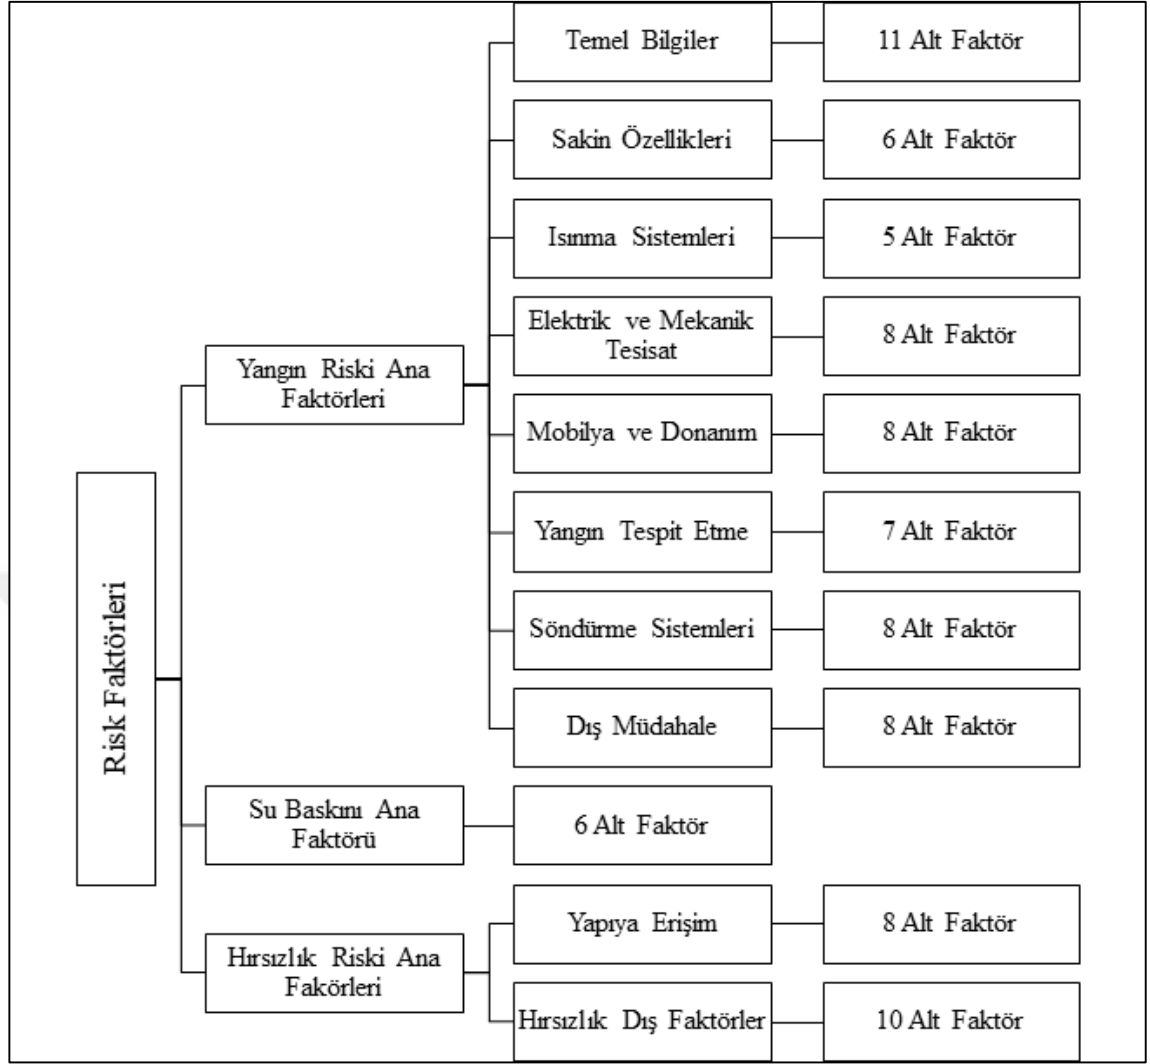 Risk Faktörleri
Yangın Riski Ana
Faktörleri
Temel Bilgiler
11 Alt Faktör
Sakin Özellikleri
6 Alt Faktör
Isınma Sistemleri
5 Alt Faktör
Elektrik ve Mekanik
Tesisat
8 Alt Faktör
Mobilya ve Donanım
8 Alt Faktör
Yangın Tespit Etme
7 Alt Faktör
Söndürme Sistemleri
8 Alt Faktör
Dış Müdahale
8 Alt Faktör
Su Baskını Ana
Faktörü
6 Alt Faktör
Hırsızlık Riski Ana
Fakörleri
Yapıya Erişim
8 Alt Faktör
Hırsızlık Dış Faktörler
10 Alt Faktör